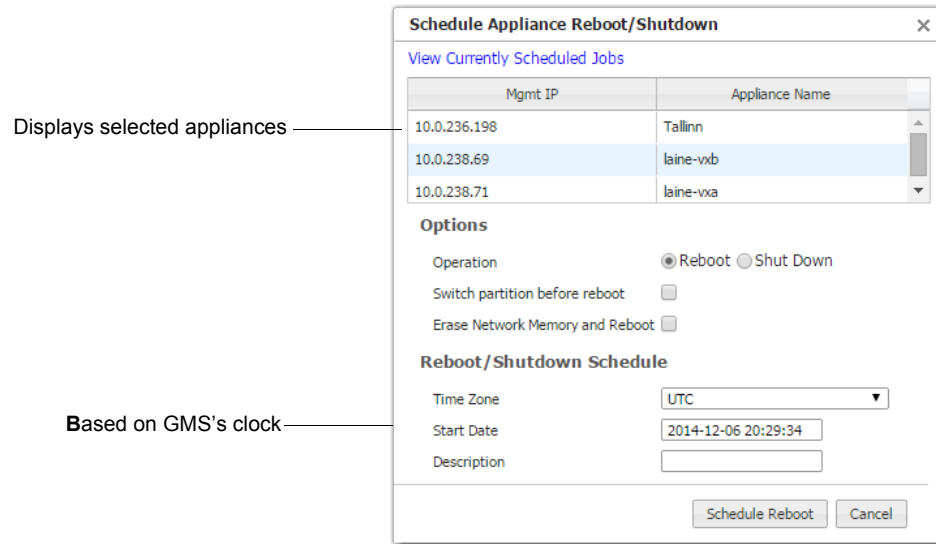 Schedule Appliance Reboot/Shutdown
View Currently Scheduled Jobs
Mgmt IP Appliance Name
Displays selected appliances 10.0.236.198 Tallinn
10.0.238.69 laine-vxb
10.0.238.71 laine-vxa
Options
Operation Reboot Shut Down
Switch partition before reboot
Erase Network Memory and Reboot
Reboot/Shutdown Schedule
Time Zone UTC
Based on GMS’s clock Start Date 2014-12-06 20:29:34
Description
Schedule Reboot Cancel